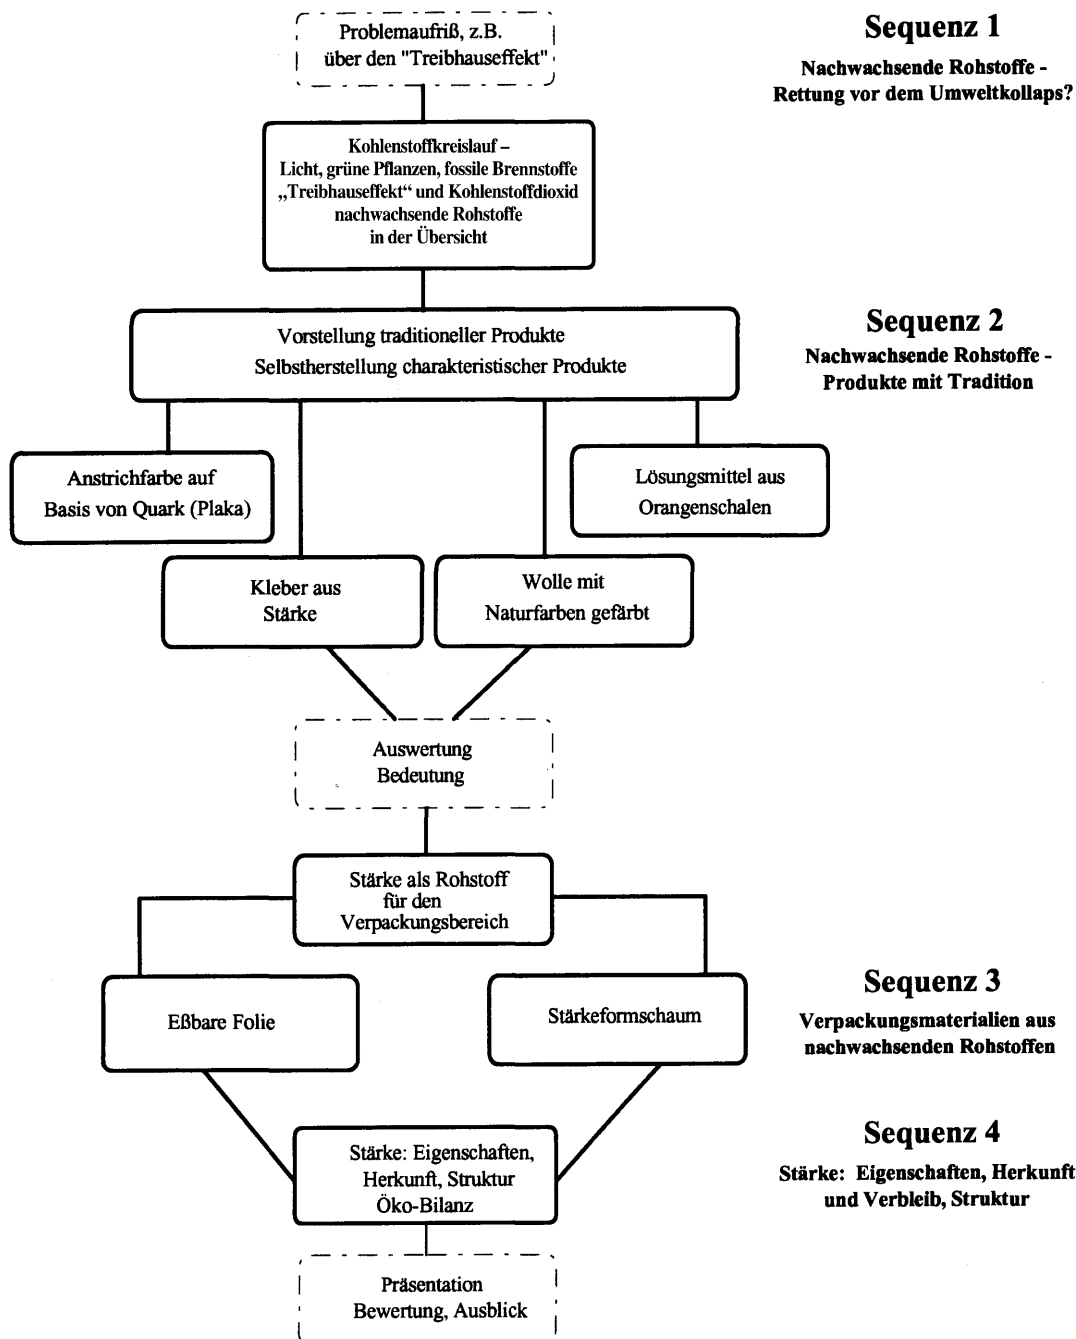 Problemaufriß, z.B.
über den "Treibhauseffekt"
Sequenz 1
Nachwachsende Rohstoffe -
Rettung vor dem Umweltkollaps?
Kohlenstoffkreislauf –
Licht, grüne Pflanzen, fossile Brennstoffe
„Treibhauseffekt“ und Kohlenstoffdioxid
nachwachsende Rohstoffe
in der Übersicht
Vorstellung traditioneller Produkte
Selbstherstellung charakteristischer Produkte
Sequenz 2
Nachwachsende Rohstoffe -
Produkte mit Tradition
Anstrichfarbe auf
Basis von Quark (Plaka)
Lösungsmittel aus
Orangenschalen
Kleber aus
Stärke
Wolle mit
Naturfarben gefärbt
Auswertung
Bedeutung
Stärke als Rohstoff
für den
Verpackungsbereich
Eßbare Folie
Stärkeformschaum
Sequenz 3
Verpackungsmaterialien aus
nachwachsenden Rohstoffen
Stärke: Eigenschaften,
Herkunft, Struktur
Öko-Bilanz
Sequenz 4
Stärke: Eigenschaften, Herkunft
und Verbleib, Struktur
Präsentation
Bewertung, Ausblick